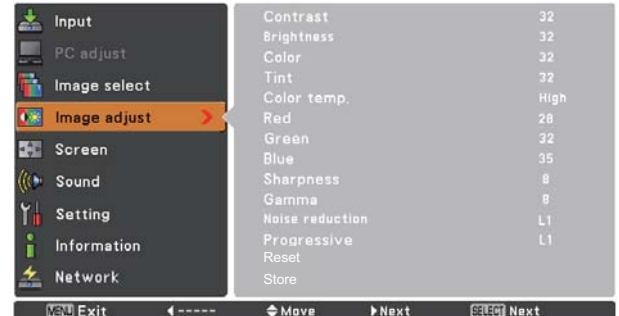 Input
PC adjust
Image select
Image adjust
Screen
Sound
Setting
Information
Network
Contrast 32
Brightness 32
Color 32
Tint 32
Color temp. High
Red 28
Green 32
Blue 35
Sharpness 8
Gamma 8
Noise reduction L1
Progressive L1
Reset
Store
MENU Exit ◀----- ◆Move ▶Next SELECT Next